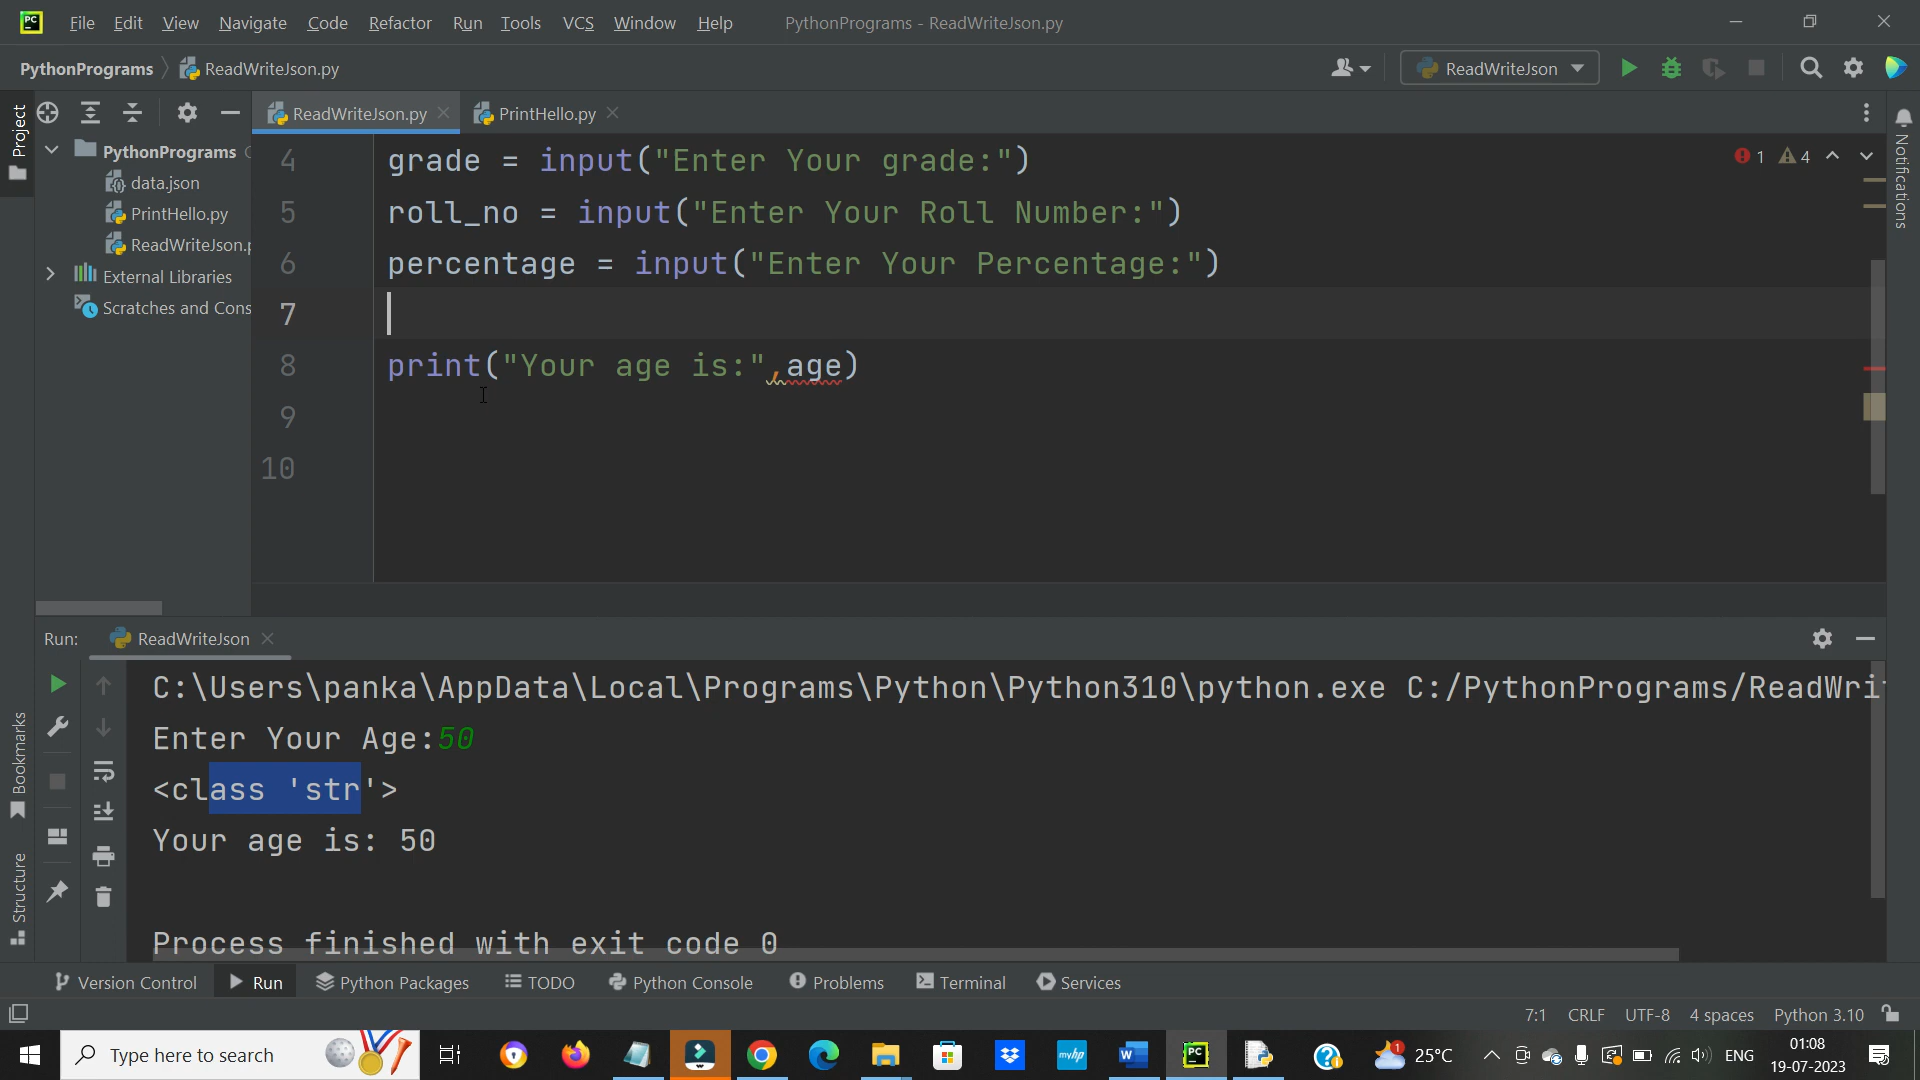 PC File Edit View Navigate Code Refactor Run Tools VCS Window Help PythonPrograms - ReadWriteJson.py
PythonPrograms ReadWriteJson.py ReadWriteJson
Project
ReadWriteJson.py PrintHello.py
Notifications
PythonPrograms
data.json
PrintHello.py
ReadWriteJson.p
External Libraries
Scratches and Cons
1 4
4 grade = input("Enter Your grade:")
5 roll_no = input("Enter Your Roll Number:")
6 percentage = input("Enter Your Percentage:")
7
8 print("Your age is:",age)
9
10
Run: ReadWriteJson
C:\Users\panka\AppData\Local\Programs\Python\Python310\python.exe C:/PythonPrograms/ReadWrit
Enter Your Age:50
<class 'str'>
Your age is: 50
Process finished with exit code 0
Bookmarks
Structure
Version Control Run Python Packages TODO Python Console Problems Terminal Services
7:1 CRLF UTF-8 4 spaces Python 3.10
Type here to search
myhp
W
PC
1
25°C
ENG
01:08
19-07-2023